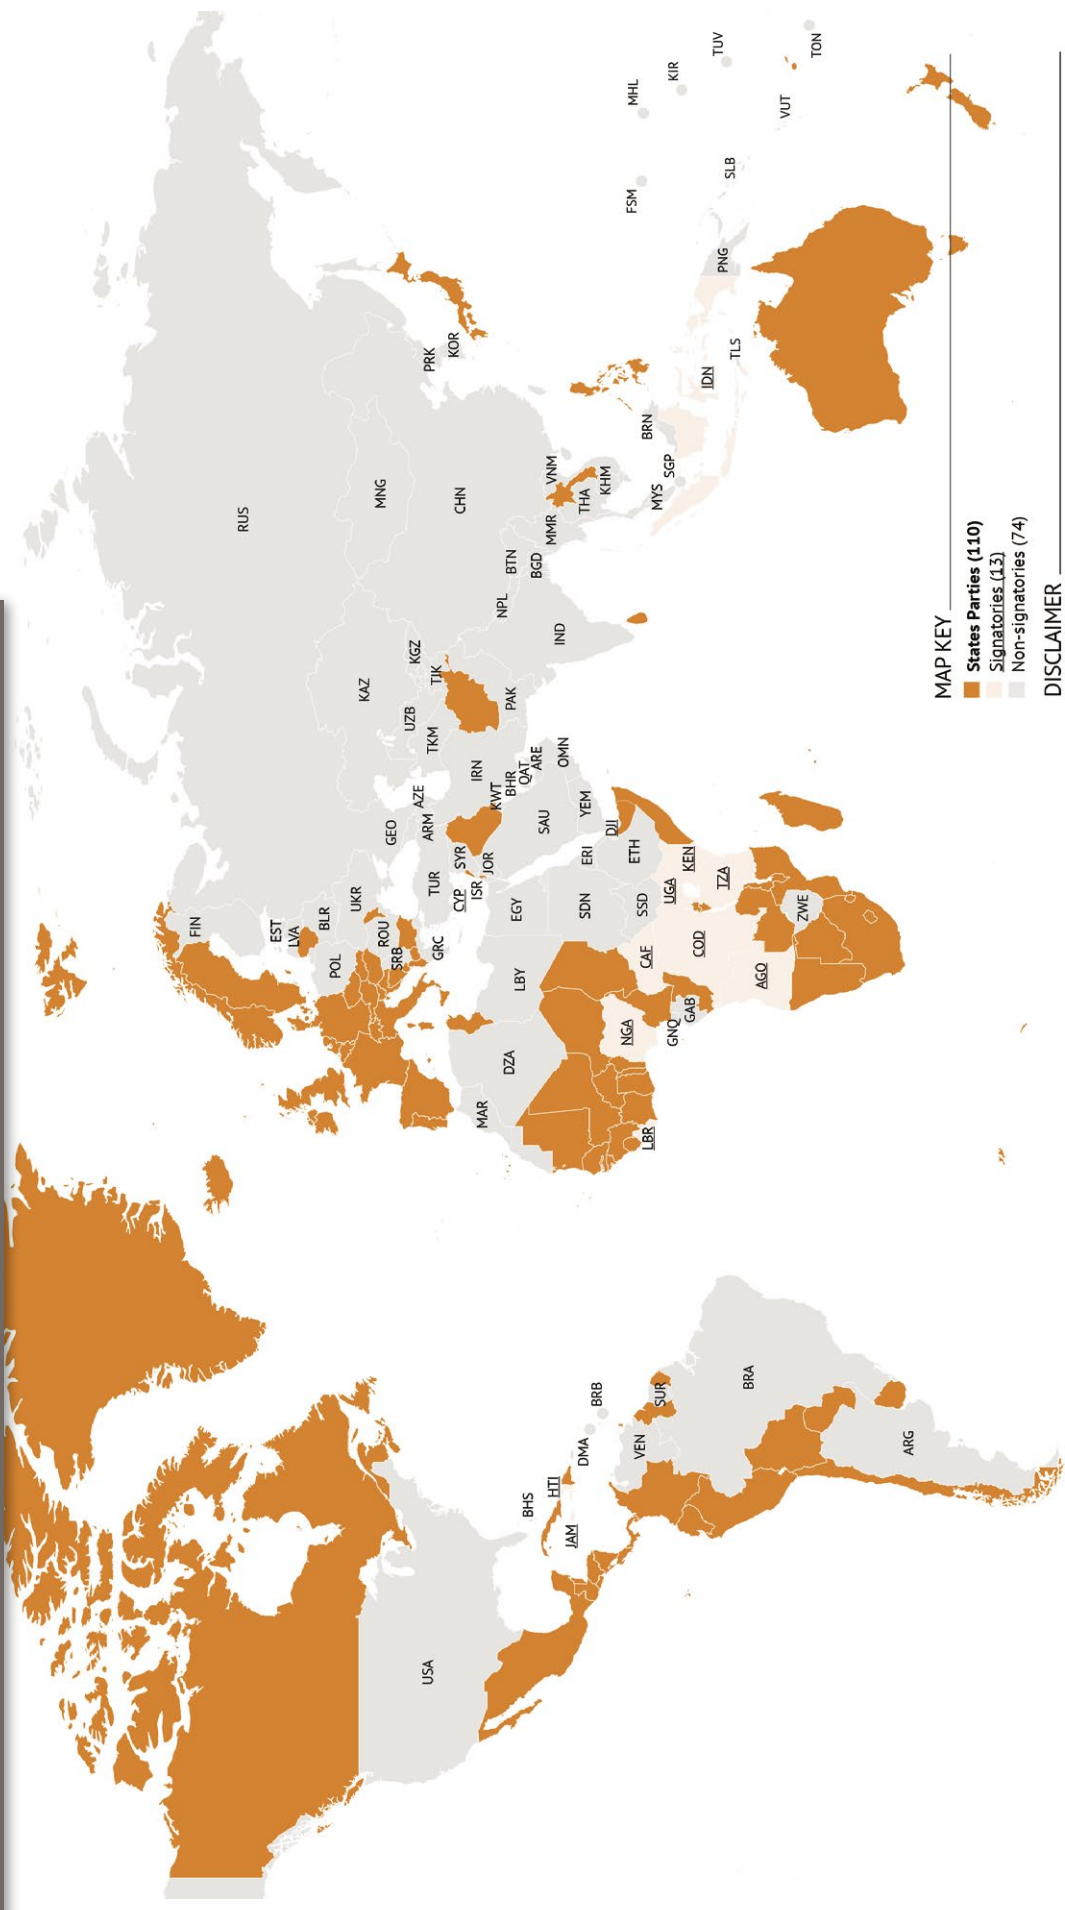 RUS
FIN
EST
LVA
BLR
POL
UKR
ROU
SRB
GRC
GEO
ARM
AZE
TUR
CYP
SYR
ISR
JOR
IRN
KWT
BHR
QAT
ARE
OMN
SAU
YEM
KAZ
UZB
TKM
KGZ
TJK
PAK
IND
NPL
BTN
BGD
MNG
CHN
PRK
KOR
MMR
VNM
THA
KHM
MYS
SGP
BRN
IDN
TLS
PNG
SLB
FSM
MHL
KIR
TUV
VUT
TON
MAR
DZA
LBY
EGY
SDN
ERI
DJI
ETH
SSD
UGA
KEN
TZA
CAF
COD
AGO
NGA
GNQ
GAB
LBR
ZWE
USA
BHS
HTI
JAM
DMA
BRB
VEN
SUR
BRA
ARG
MAP KEY
States Parties (110)
Signatories (13)
Non-signatories (74)
DISCLAIMER